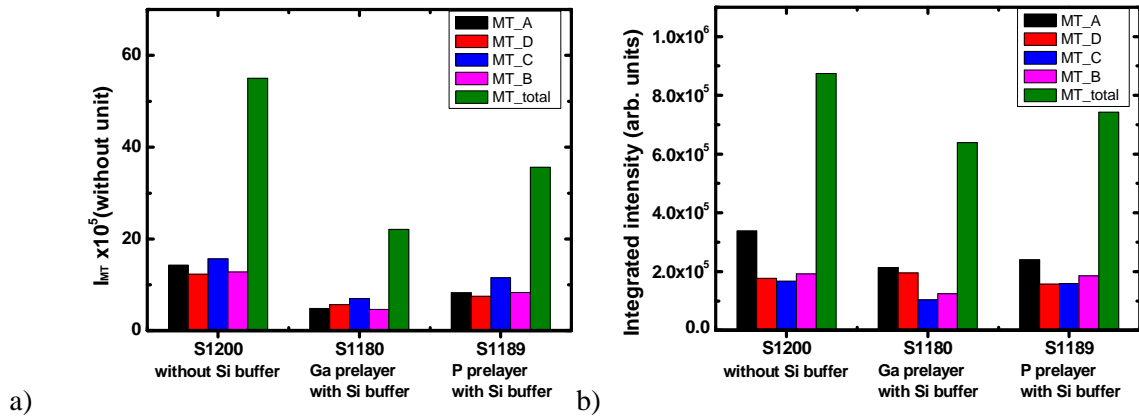 MT_A
MT_D
MT_C
MT_B
MT_total
60
40
20
0
I_MT x10^5(without unit)
S1200
without Si buffer
S1180
Ga prelayer
with Si buffer
S1189
P prelayer
with Si buffer
a)
MT_A
MT_D
MT_C
MT_B
MT_total
1.0x10^6
8.0x10^5
6.0x10^5
4.0x10^5
2.0x10^5
0.0
Integrated intensity (arb. units)
S1200
without Si buffer
S1180
Ga prelayer
with Si buffer
S1189
P prelayer
with Si buffer
b)